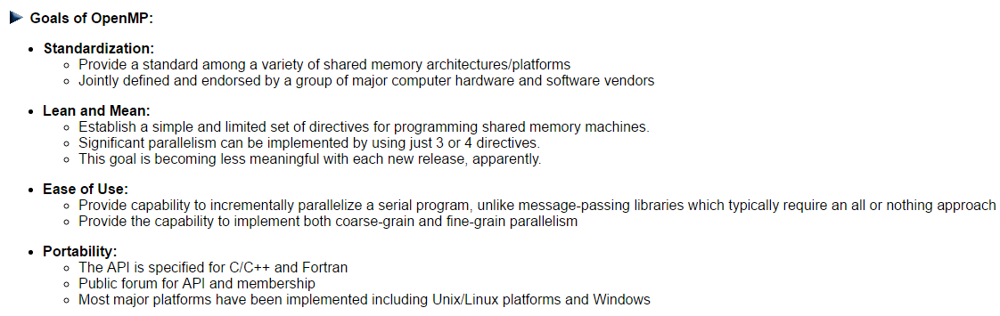 Goals of OpenMP:
• Standardization:
◦ Provide a standard among a variety of shared memory architectures/platforms
◦ Jointly defined and endorsed by a group of major computer hardware and software vendors
• Lean and Mean:
◦ Establish a simple and limited set of directives for programming shared memory machines.
◦ Significant parallelism can be implemented by using just 3 or 4 directives.
◦ This goal is becoming less meaningful with each new release, apparently.
• Ease of Use:
◦ Provide capability to incrementally parallelize a serial program, unlike message-passing libraries which typically require an all or nothing approach
◦ Provide the capability to implement both coarse-grain and fine-grain parallelism
• Portability:
◦ The API is specified for C/C++ and Fortran
◦ Public forum for API and membership
◦ Most major platforms have been implemented including Unix/Linux platforms and Windows